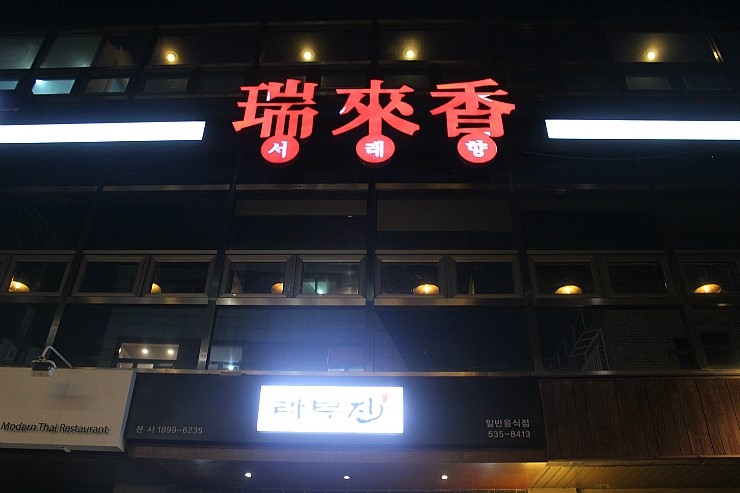 瑞來香
서래향
Modern Thai Restaurant
본 사 1899-6235
일반음식점
535-8413